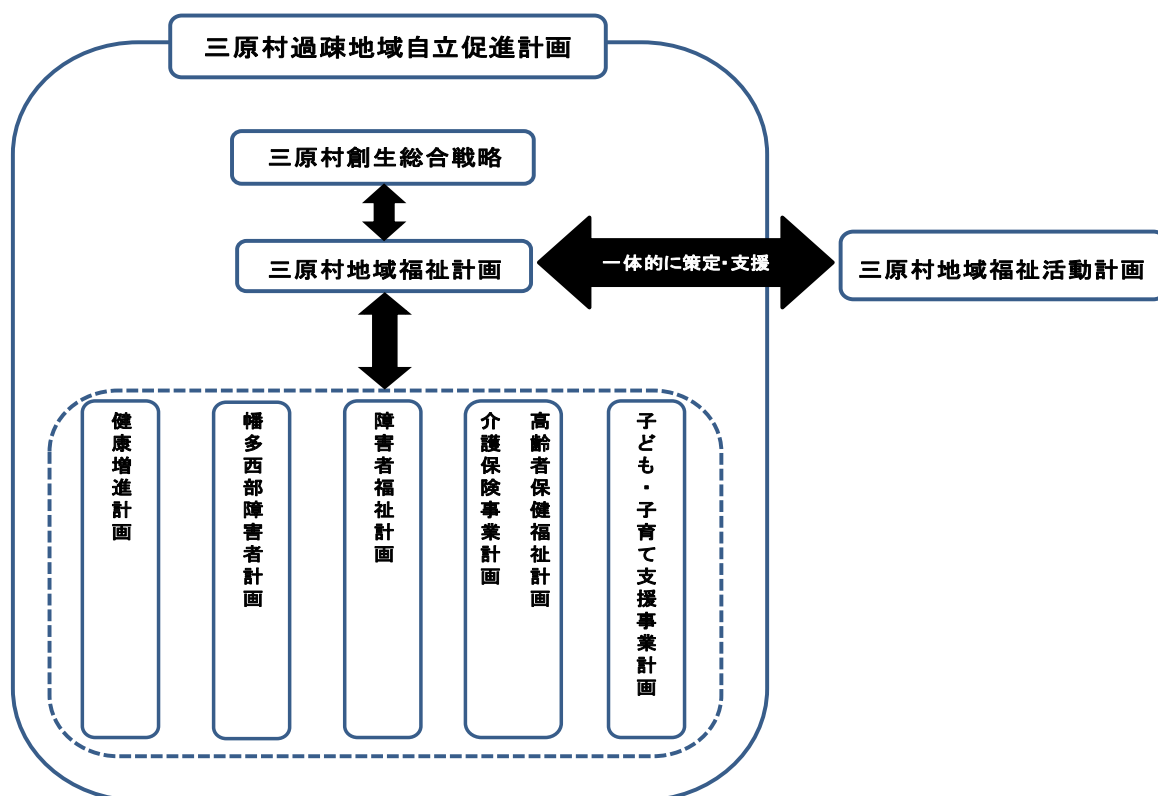 三原村過疎地域自立促進計画
三原村創生総合戦略
三原村地域福祉計画
一体的に策定・支援
三原村地域福祉活動計画
子ども・子育て支援事業計画
高齢者保健福祉計画
介護保険事業計画
障害者福祉計画
幡多西部障害者計画
健康増進計画